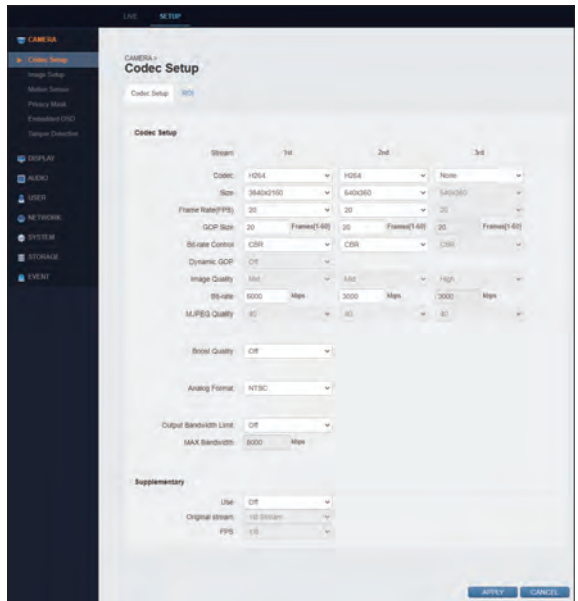 LIVE SETUP
CAMERA
Codec Setup
Image Setup
Motion Sensor
Privacy Mask
Embedded OSD
Tamper Detection
DISPLAY
AUDIO
USER
NETWORK
SYSTEM
STORAGE
EVENT
CAMERA >
Codec Setup
Codec Setup ROI
Codec Setup
Stream 1st 2nd 3rd
Codec H264 H264 None
Size 3840x2160 640x360 640x360
Frame Rate(FPS) 20 20 20
GOP Size 20 Frames[1-60] 20 Frames[1-60] 20 Frames[1-60]
Bit-rate Control CBR CBR CBR
Dynamic GOP Off
Image Quality Mid Mid High
Bit-rate 6000 kbps 3000 kbps 3000 kbps
MJPEG Quality 40 40 40
Boost Quality Off
Analog Format NTSC
Output Bandwidth Limit Off
MAX Bandwidth 8000 kbps
Supplementary
Use Off
Original stream 1st Stream
FPS
APPLY CANCEL